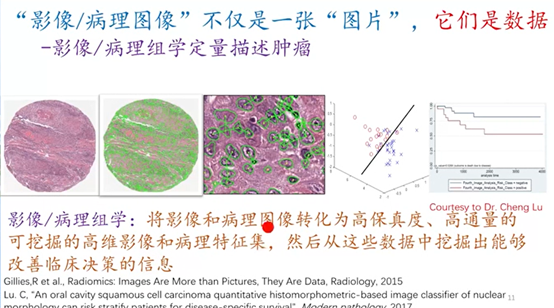 “影像/病理图像”不仅是一张“图片”，它们是数据
-影像/病理组学定量描述肿瘤
Courtesy to Dr. Cheng Lu
影像/病理组学：将影像和病理图像转化为高保真度、高通量的
可挖掘的高维影像和病理特征集，然后从这些数据中挖掘出能够
改善临床决策的信息
Gillies,R et al., Radiomics: Images Are More than Pictures, They Are Data, Radiology, 2015
Lu. C, “An oral cavity squamous cell carcinoma quantitative histomorphometric-based image classifier of nuclear
morphology can risk stratify patients for disease-specific survival”, Modern pathology, 2017
11